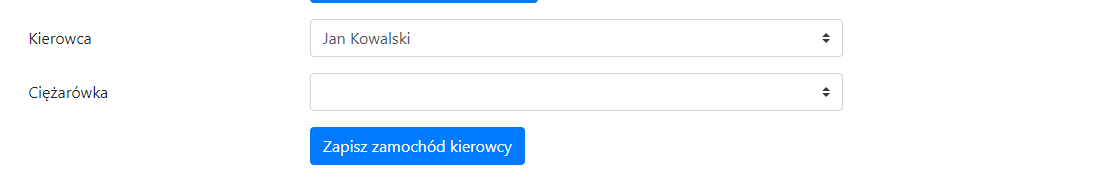 Kierowca
Jan Kowalski
Ciężarówka
Zapisz zamochód kierowcy